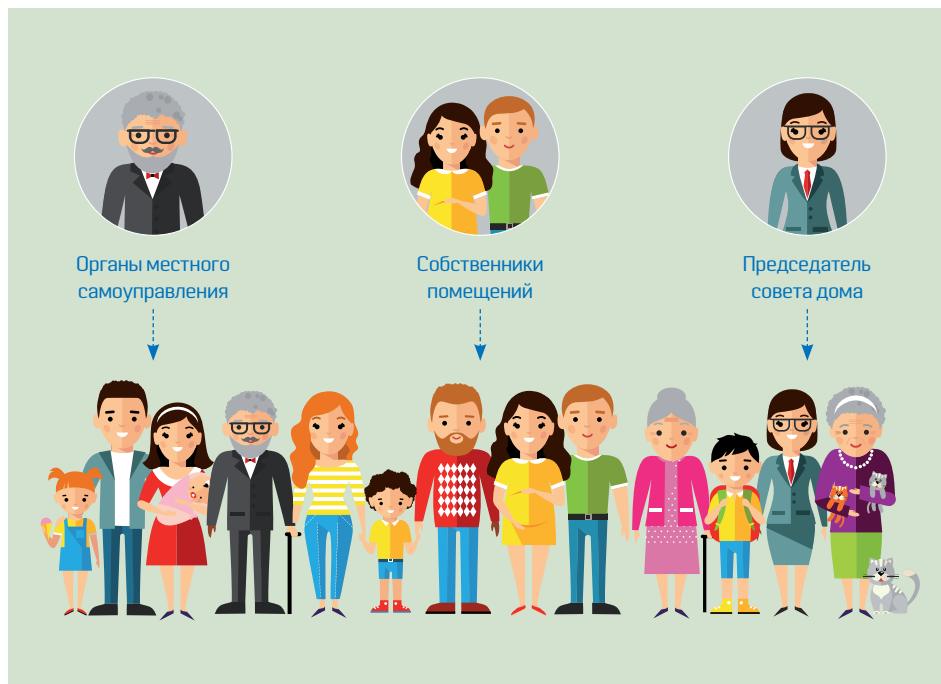 Органы местного
самоуправления
Собственники
помещений
Председатель
совета дома